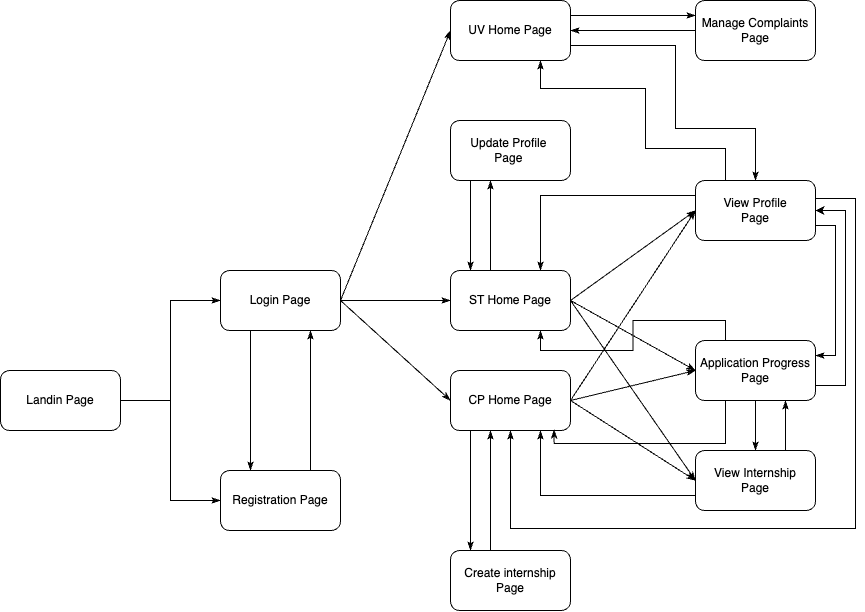 UV Home Page
Manage Complaints
Page
Update Profile
Page
View Profile
Page
Login Page
ST Home Page
Application Progress
Page
Landin Page
CP Home Page
View Internship
Page
Registration Page
Create internship
Page